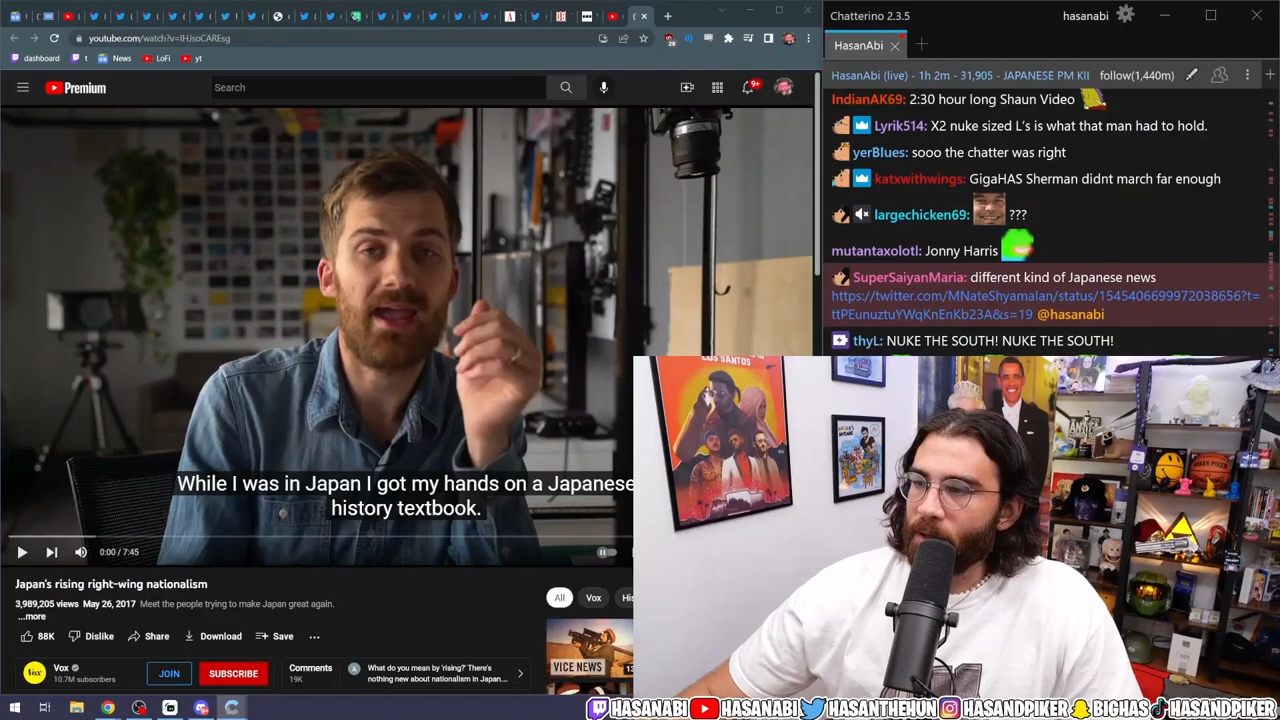 youtube.com/watch?v=IHJsoCAREsg
28
dashboard
t
News
LoFi
yt
Premium
Search
9+
While I was in Japan I got my hands on a Japanese
history textbook.
0:00 / 7:45
Japan's rising right-wing nationalism
3,989,205 views May 26, 2017 Meet the people trying to make Japan great again.
...more
88K
Dislike
Share
Download
Save
All
Vox
His
VICE NEWS
Vox
10.7M subscribers
JOIN
SUBSCRIBE
Comments
19K
What do you mean by 'rising'? There's
nothing new about nationalism in Japan....
Chatterino 2.3.5
hasanabi
HasanAbi
HasanAbi (live) - 1h 2m - 31,905 - JAPANESE PM KII
follow(1,440m)
IndianAK69: 2:30 hour long Shaun Video
Lyrik514: X2 nuke sized L's is what that man had to hold.
yerBlues: sooo the chatter was right
katxwithwings: GigaHAS Sherman didnt march far enough
largechicken69: ???
mutantaxolotl: Jonny Harris
SuperSaiyanMaria: different kind of Japanese news
https://twitter.com/MNateShyamalan/status/1545406699972038656?t=
ttPEunuztuYWqKnEnKb23A&s=19 @hasanabi
thyL: NUKE THE SOUTH! NUKE THE SOUTH!
LOS SANTOS
HASAN PIKER
HASANABI
HASANABI
HASANTHEHUN
HASANDPIKER
BIGHAS
HASANDPIKER